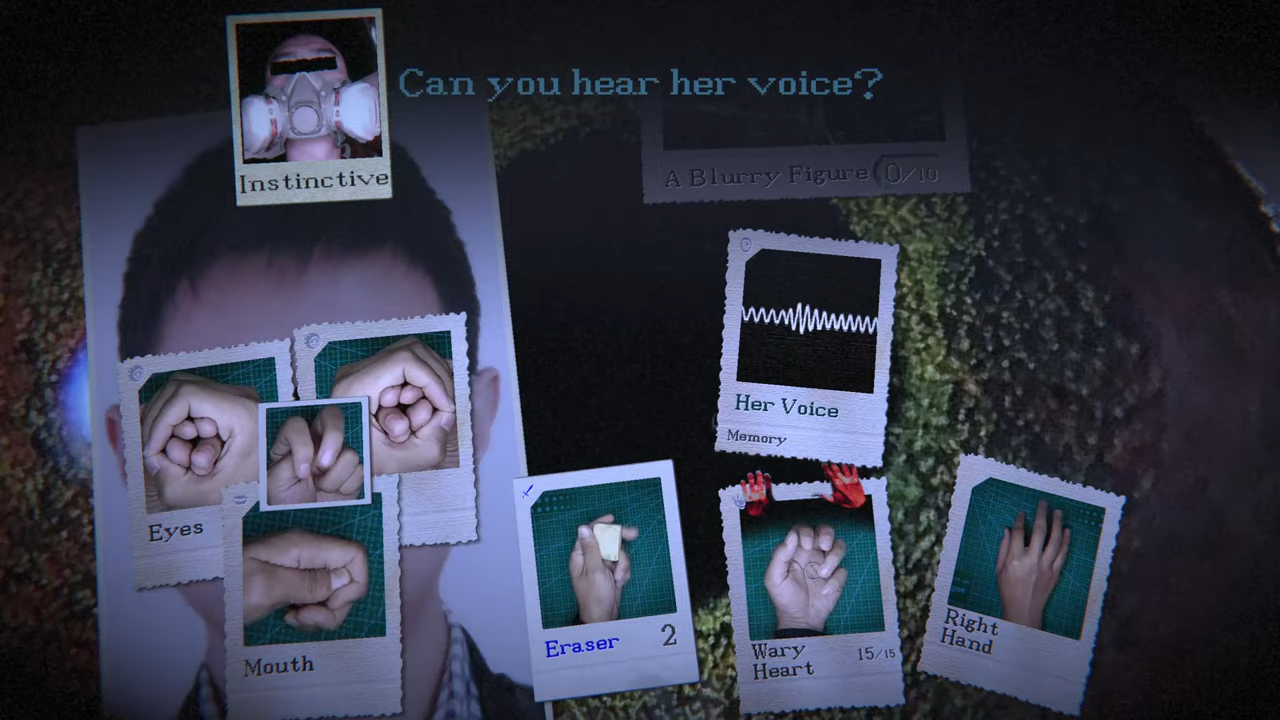 Can you hear her voice?
Instinctive
A Blurry Figure 0/10
Her Voice
Memory
Eyes
Mouth
Eraser 2
Wary
Heart 15/15
Right
Hand